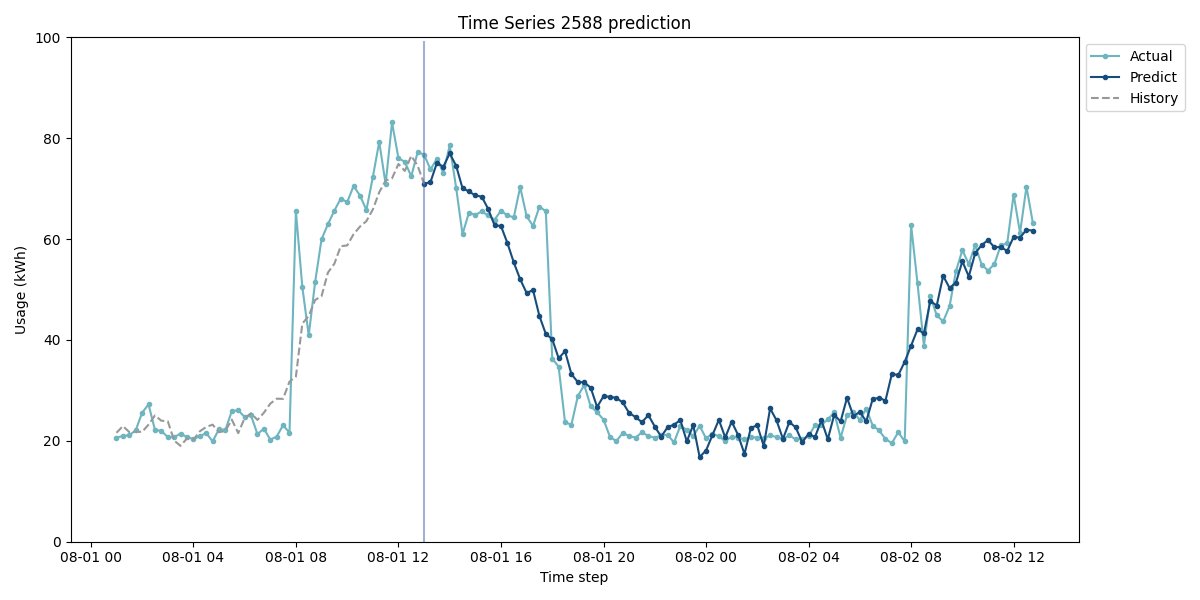 Time Series 2588 prediction
100
80
60
40
20
0
Usage (kWh)
08-01 00 08-01 04 08-01 08 08-01 12 08-01 16 08-01 20 08-02 00 08-02 04 08-02 08 08-02 12
Time step
Actual
Predict
History